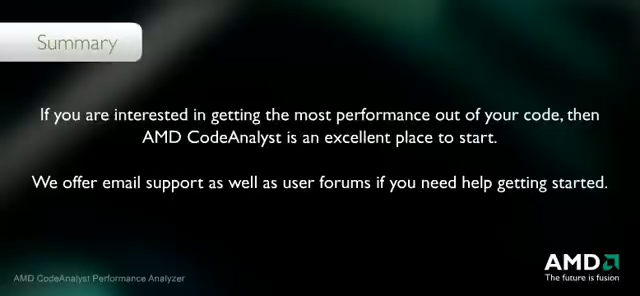 Summary
If you are interested in getting the most performance out of your code, then
AMD CodeAnalyst is an excellent place to start.
We offer email support as well as user forums if you need help getting started.
AMD
The future is fusion
AMD CodeAnalyst Performance Analyzer